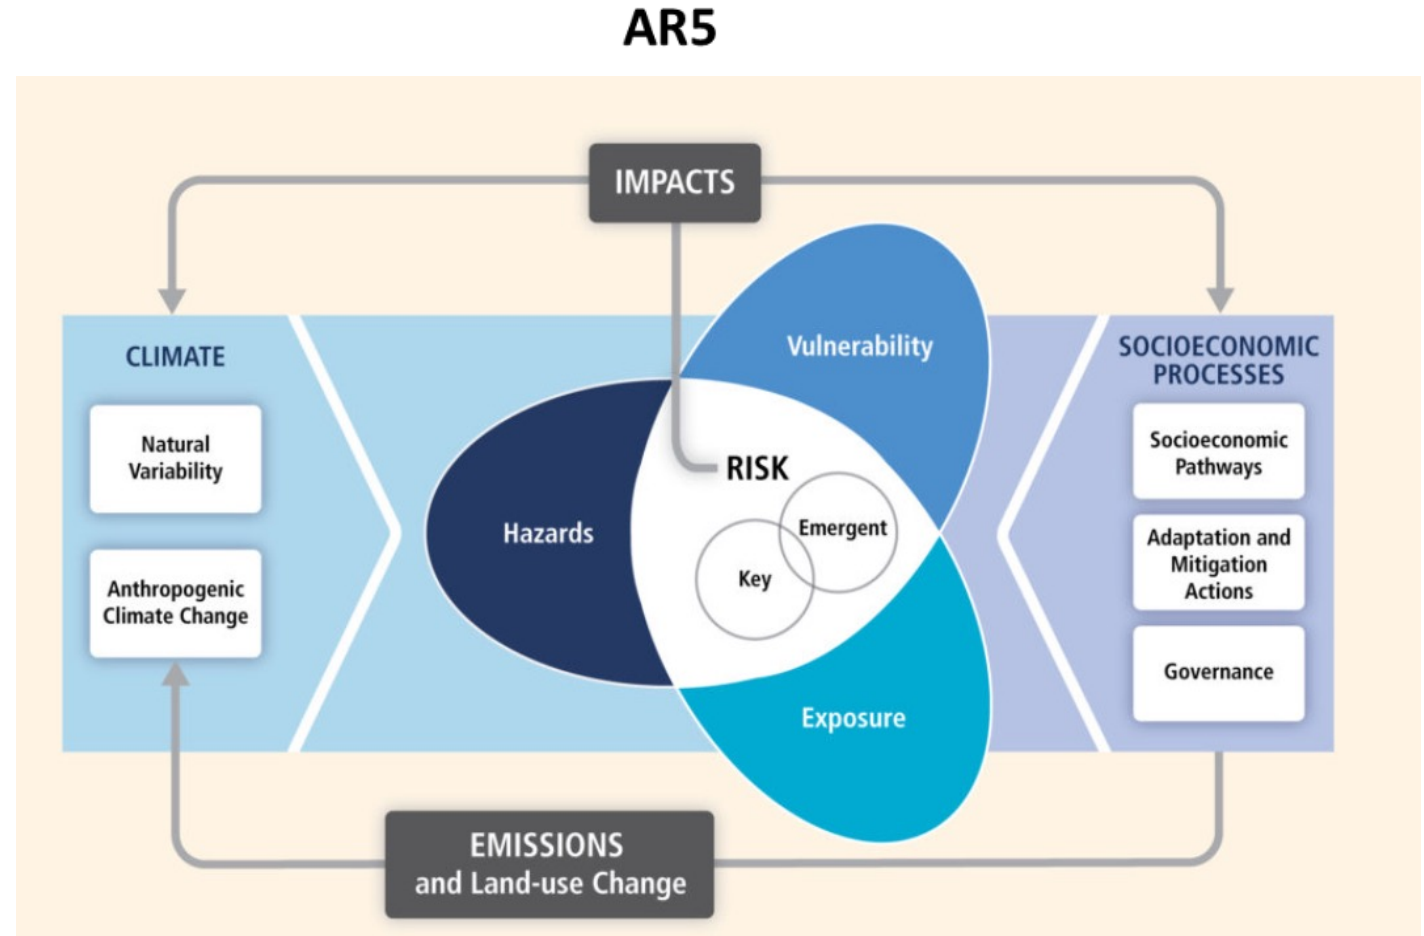 AR5
IMPACTS
CLIMATE
Natural
Variability
Anthropogenic
Climate Change
Vulnerability
Hazards
RISK
Emergent
Key
Exposure
SOCIOECONOMIC
PROCESSES
Socioeconomic
Pathways
Adaptation and
Mitigation
Actions
Governance
EMISSIONS
and Land-use Change